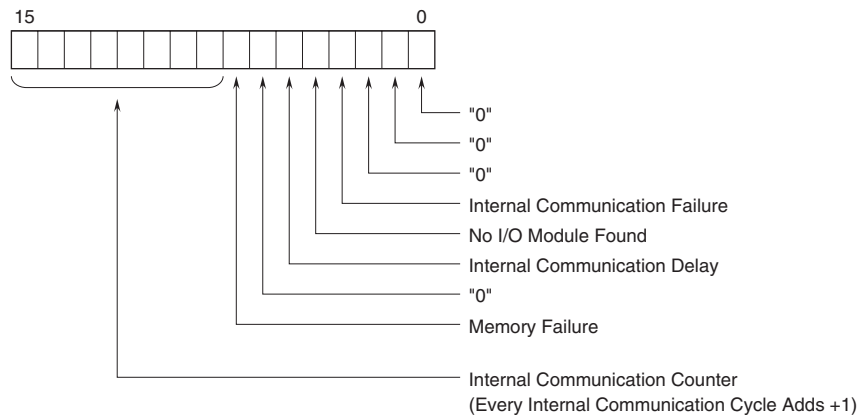 15 0
"0"
"0"
"0"
Internal Communication Failure
No I/O Module Found
Internal Communication Delay
"0"
Memory Failure
Internal Communication Counter
(Every Internal Communication Cycle Adds +1)